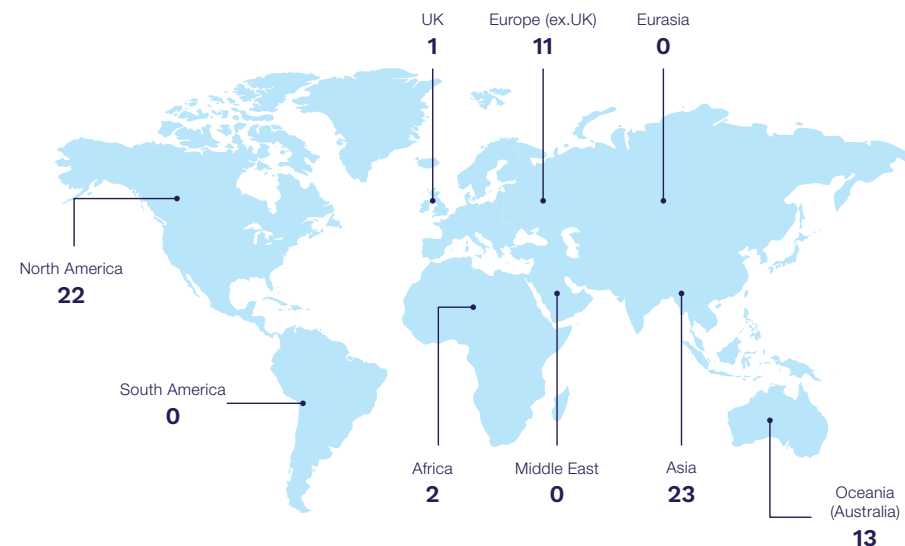 UK
1
Europe (ex.UK)
11
Eurasia
0
North America
22
South America
0
Africa
2
Middle East
0
Asia
23
Oceania
(Australia)
13